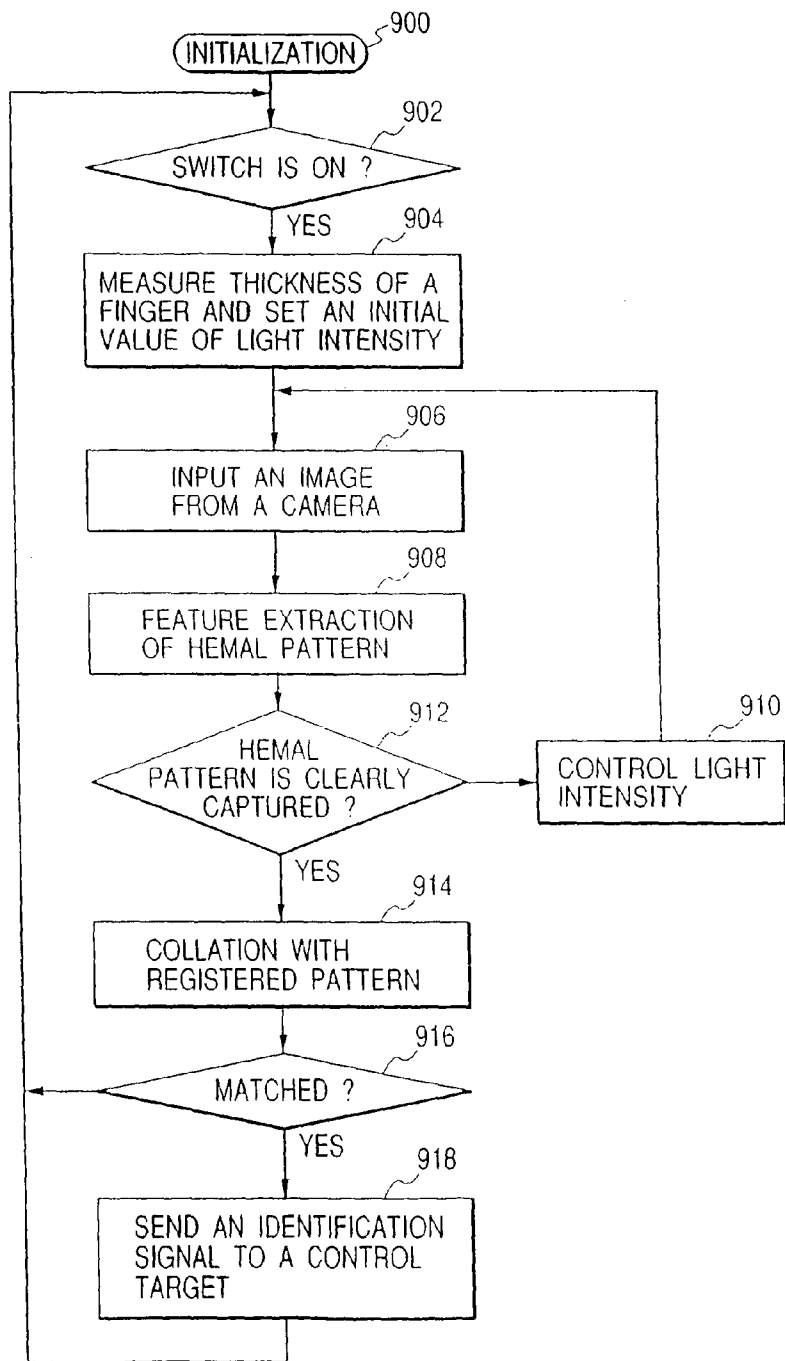 900
INITIALIZATION
902
SWITCH IS ON ?
YES
904
MEASURE THICKNESS OF A
FINGER AND SET AN INITIAL
VALUE OF LIGHT INTENSITY
906
INPUT AN IMAGE
FROM A CAMERA
908
FEATURE EXTRACTION
OF HEMAL PATTERN
912
HEMAL
PATTERN IS CLEARLY
CAPTURED ?
910
CONTROL LIGHT
INTENSITY
YES
914
COLLATION WITH
REGISTERED PATTERN
916
MATCHED ?
YES
918
SEND AN IDENTIFICATION
SIGNAL TO A CONTROL
TARGET